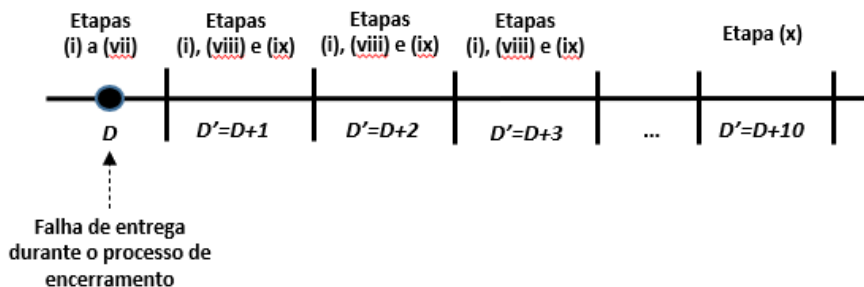 Etapas
(i) a (vii)
Etapas
(i), (viii) e (ix)
Etapas
(i), (viii) e (ix)
Etapas
(i), (viii) e (ix)
Etapa (x)
D
D'=D+1
D'=D+2
D'=D+3
...
D'=D+10
Falha de entrega
durante o processo de
encerramento